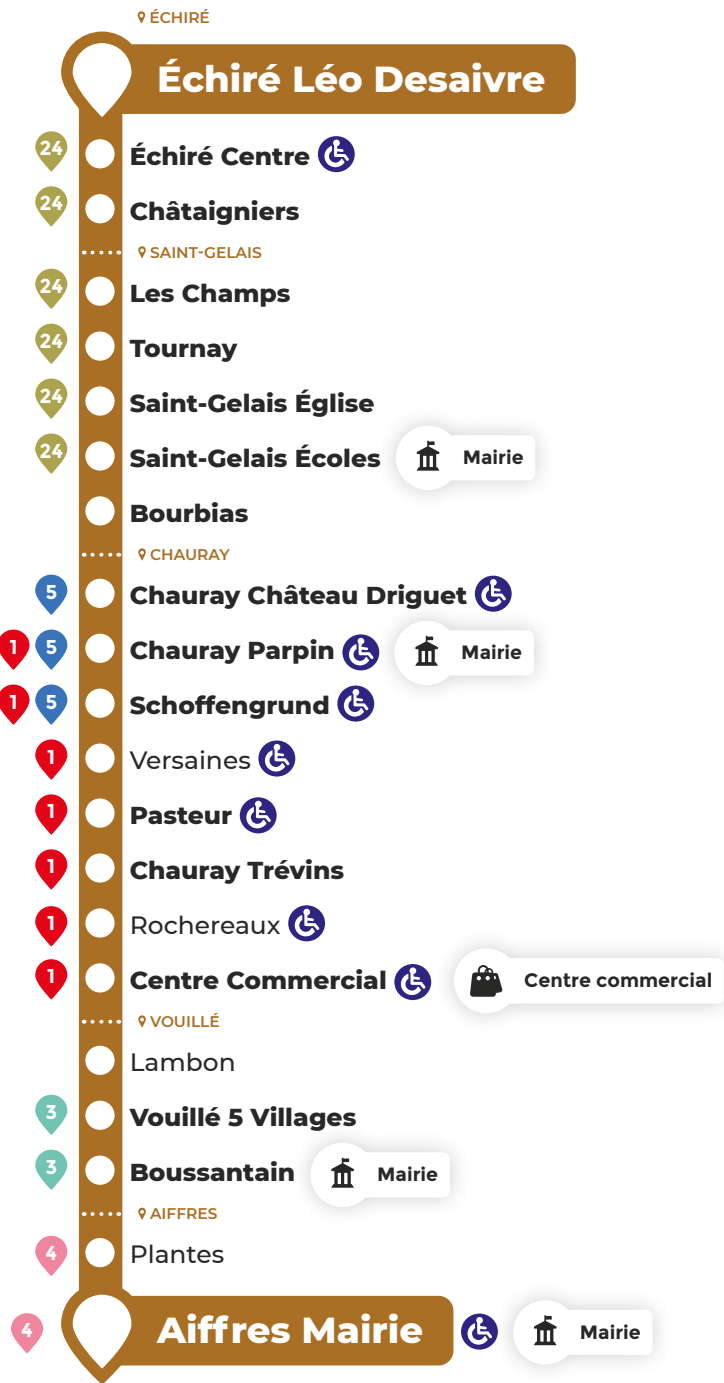 ÉCHIRÉ
Échiré Léo Desaivre
24 Échiré Centre
24 Châtaigniers
SAINT-GELAIS
24 Les Champs
24 Tournay
24 Saint-Gelais Église
24 Saint-Gelais Écoles Mairie
Bourbias
CHAURAY
5 Chauray Château Driguet
1 5 Chauray Parpin Mairie
1 5 Schoffengrund
1 Versaines
1 Pasteur
1 Chauray Trévins
1 Rochereaux
1 Centre Commercial Centre commercial
VOUILLÉ
Lambon
3 Vouillé 5 Villages
3 Boussantain Mairie
AIFFRES
4 Plantes
4 Aiffres Mairie Mairie